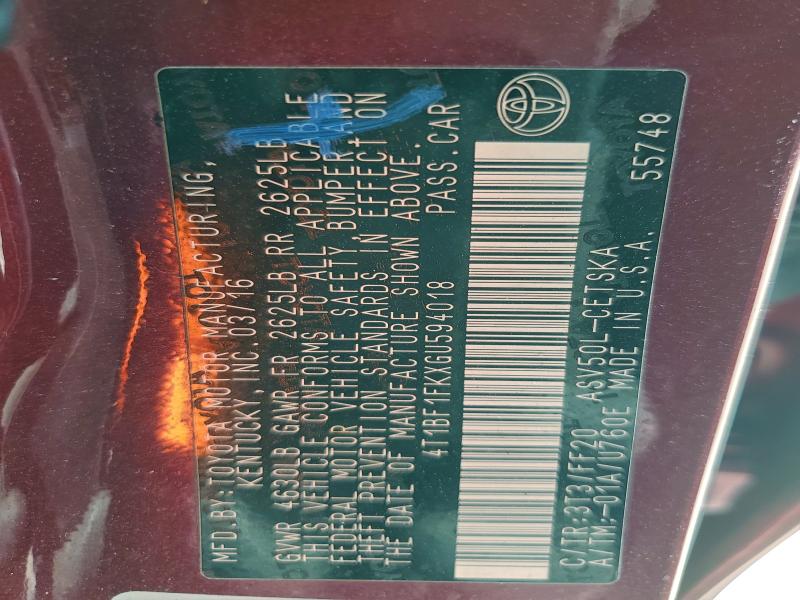 MFD.BY:TOYOTA MOTOR MANUFACTURING,
KENTUCKY, INC 03/16
GVWR 4630LB GAWR FR 2625LB RR 2625LB
THIS VEHICLE CONFORMS TO ALL APPLICABLE
FEDERAL MOTOR VEHICLE SAFETY, BUMPER, AND
THEFT PREVENTION STANDARDS IN EFFECT ON
THE DATE OF MANUFACTURE SHOWN ABOVE.
4T1BF1FKXGU594018 PASS.CAR
C/TR:3T3/FF20 ASV50L-CETSKA
A/TM:-01A/U760E MADE IN U.S.A. 55748